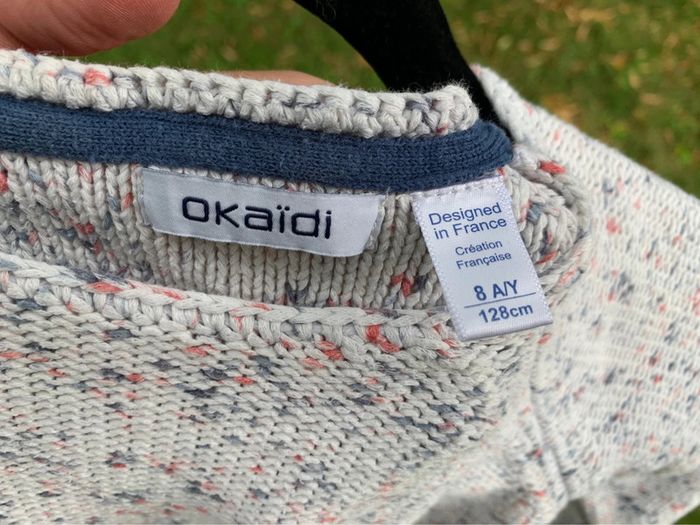 okaïdi
Designed
in France
Création
Française
8 A/Y
128cm